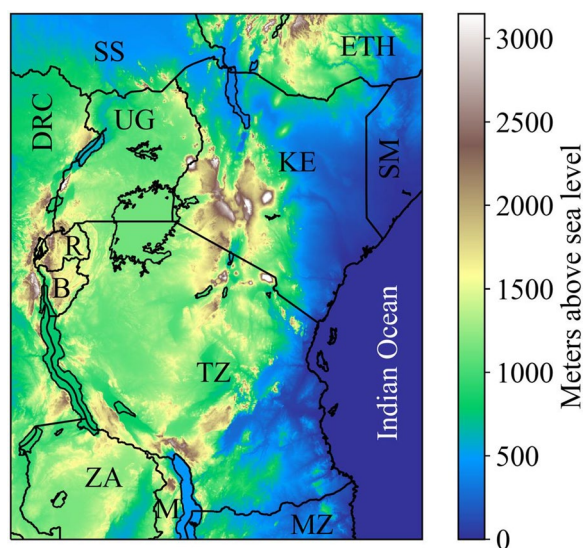 SS
ETH
DRC
UG
KE
SM
R
B
TZ
Indian Ocean
ZA
M
MZ
3000
2500
2000
1500
1000
500
0
Meters above sea level